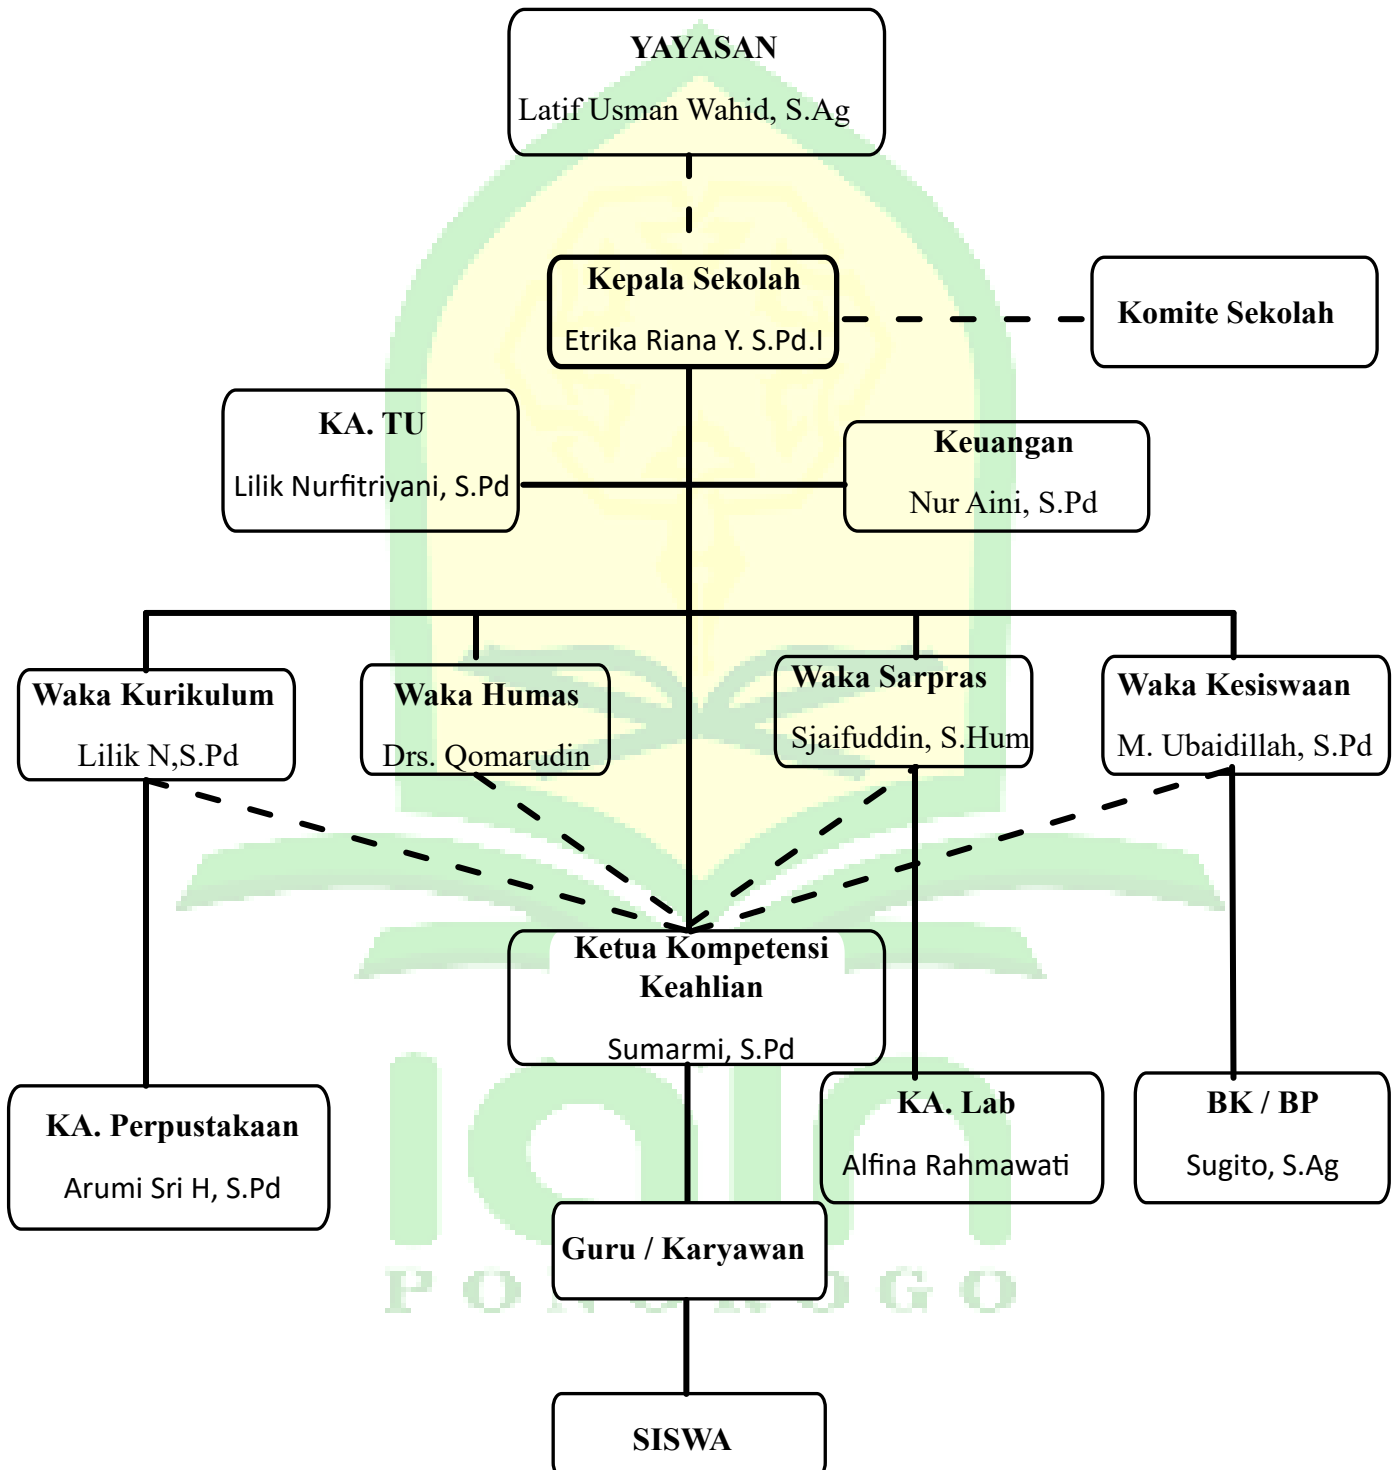 YAYASAN
Latif Usman Wahid, S.Ag
Kepala Sekolah
Etrika Riana Y. S.Pd.I
Komite Sekolah
KA. TU
Lilik Nurfitriyani, S.Pd
Keuangan
Nur Aini, S.Pd
Waka Kurikulum
Lilik N,S.Pd
Waka Humas
Drs. Qomarudin
Waka Sarpras
Sjaifuddin, S.Hum
Waka Kesiswaan
M. Ubaidillah, S.Pd
Ketua Kompetensi
Keahlian
Sumarmi, S.Pd
KA. Perpustakaan
Arumi Sri H, S.Pd
KA. Lab
Alfina Rahmawati
BK / BP
Sugito, S.Ag
Guru / Karyawan
SISWA
iain
PONOROGO